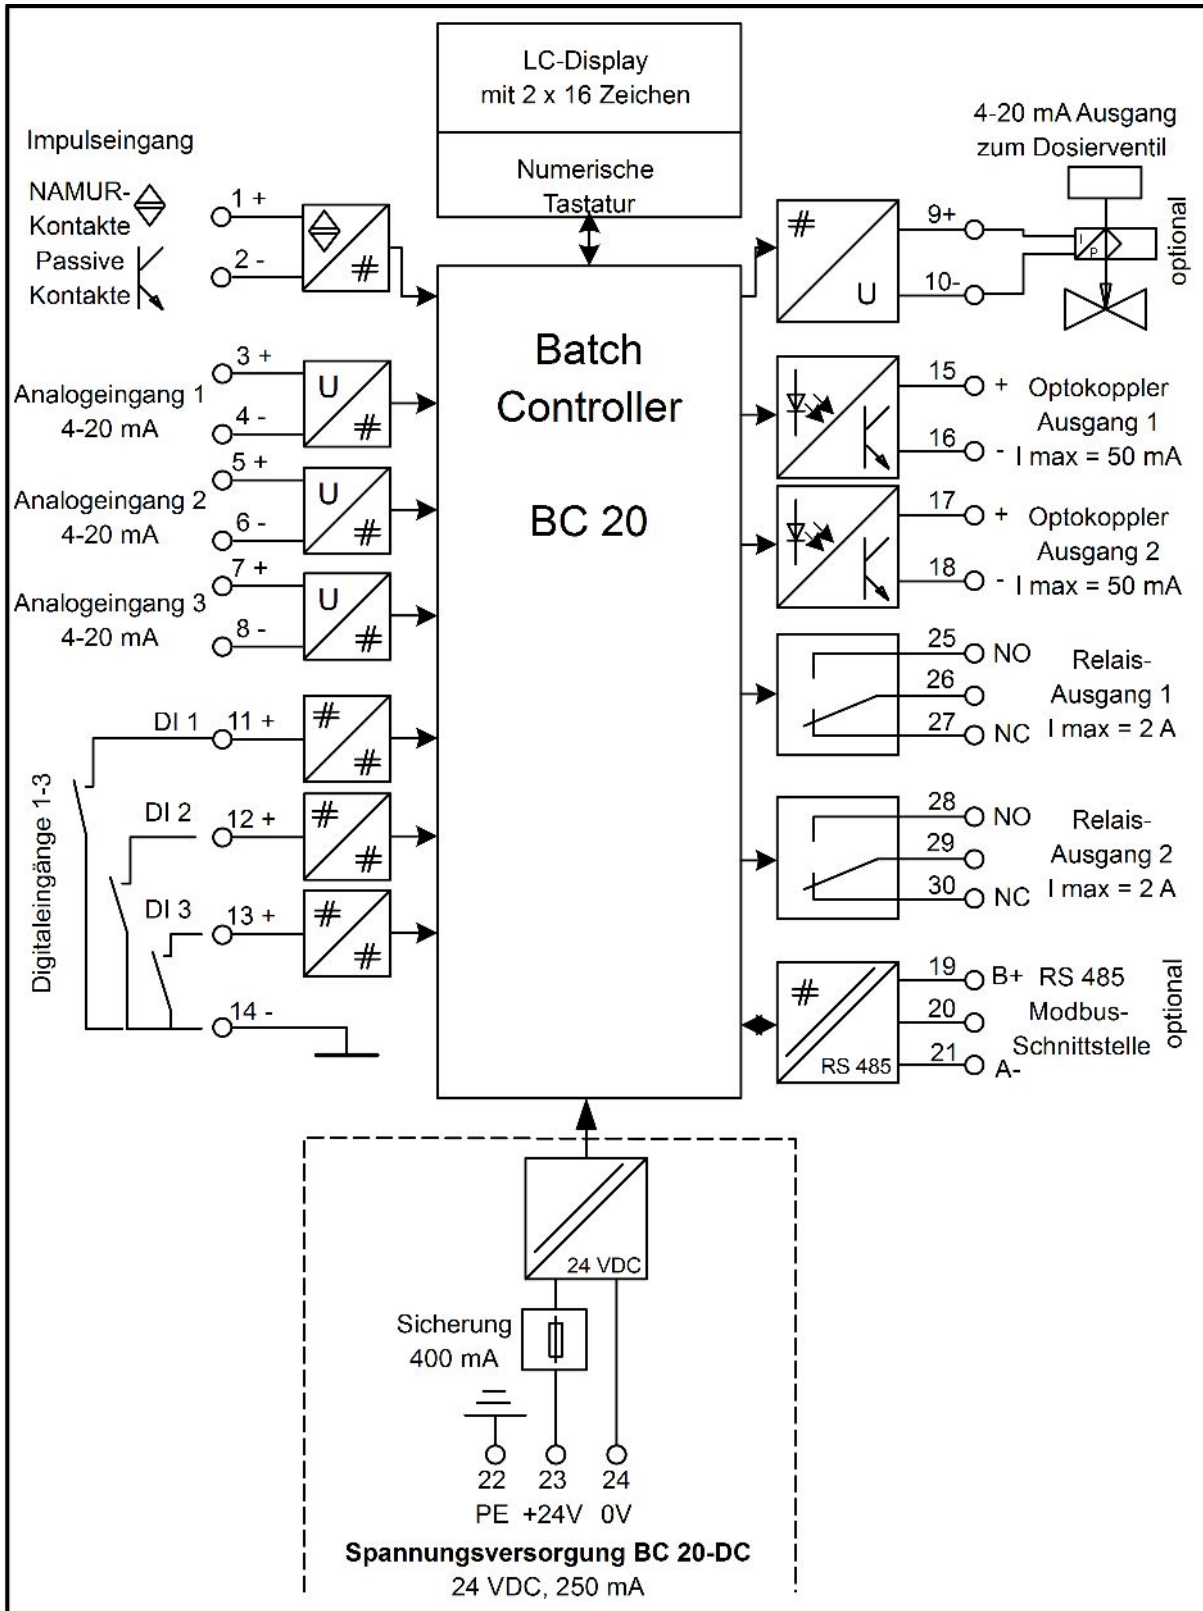 LC-Display
mit 2 x 16 Zeichen
Numerische
Tastatur
Impulseingang
NAMUR-
Kontakte
Passive
Kontakte
1 +
2 -
#
Analogeingang 1
4-20 mA
3 +
4 -
U
#
Analogeingang 2
4-20 mA
5 +
6 -
U
#
Analogeingang 3
4-20 mA
7 +
8 -
U
#
Digitaleingänge 1-3
DI 1
11 +
#
#
DI 2
12 +
#
#
DI 3
13 +
#
#
14 -
Batch
Controller
BC 20
4-20 mA Ausgang
zum Dosierventil
optional
#
U
9+
10-
I
P
15
+
16
-
Optokoppler
Ausgang 1
I max = 50 mA
17
+
18
-
Optokoppler
Ausgang 2
I max = 50 mA
25
NO
26
27
NC
Relais-
Ausgang 1
I max = 2 A
28
NO
29
30
NC
Relais-
Ausgang 2
I max = 2 A
#
RS 485
19
B+
20
21
A-
RS 485
Modbus-
Schnittstelle
optional
24 VDC
Sicherung
400 mA
22
23
24
PE
+24V
0V
Spannungsversorgung BC 20-DC
24 VDC, 250 mA